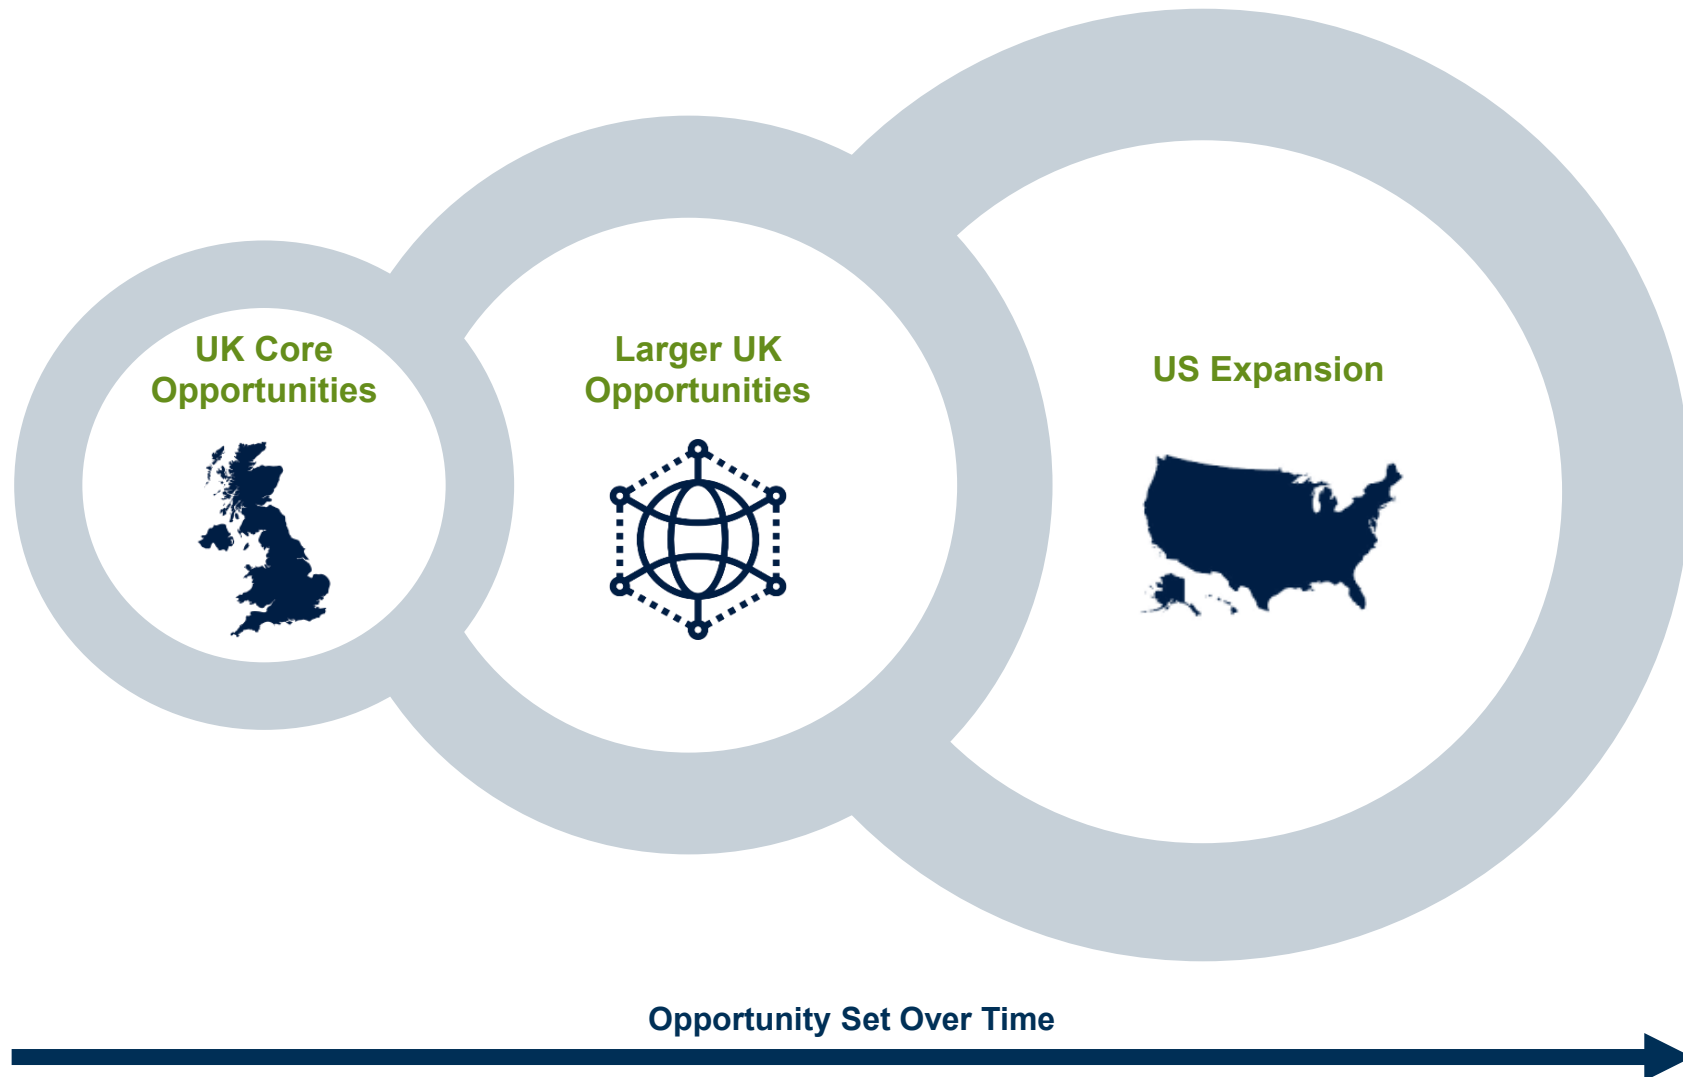 UK Core
Opportunities
Larger UK
Opportunities
US Expansion
Opportunity Set Over Time